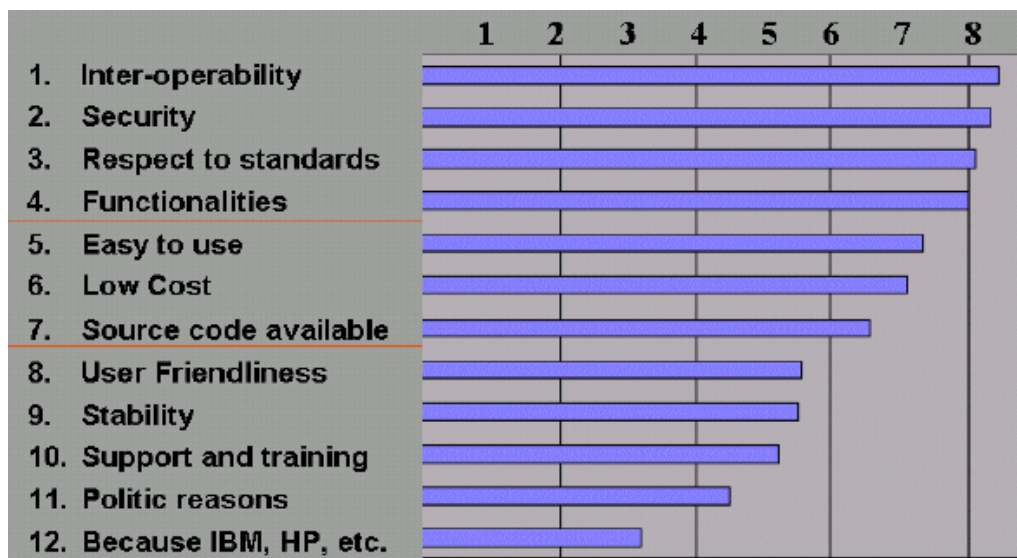 1 2 3 4 5 6 7 8
1. Inter-operability
2. Security
3. Respect to standards
4. Functionalities
5. Easy to use
6. Low Cost
7. Source code available
8. User Friendliness
9. Stability
10. Support and training
11. Politic reasons
12. Because IBM, HP, etc.